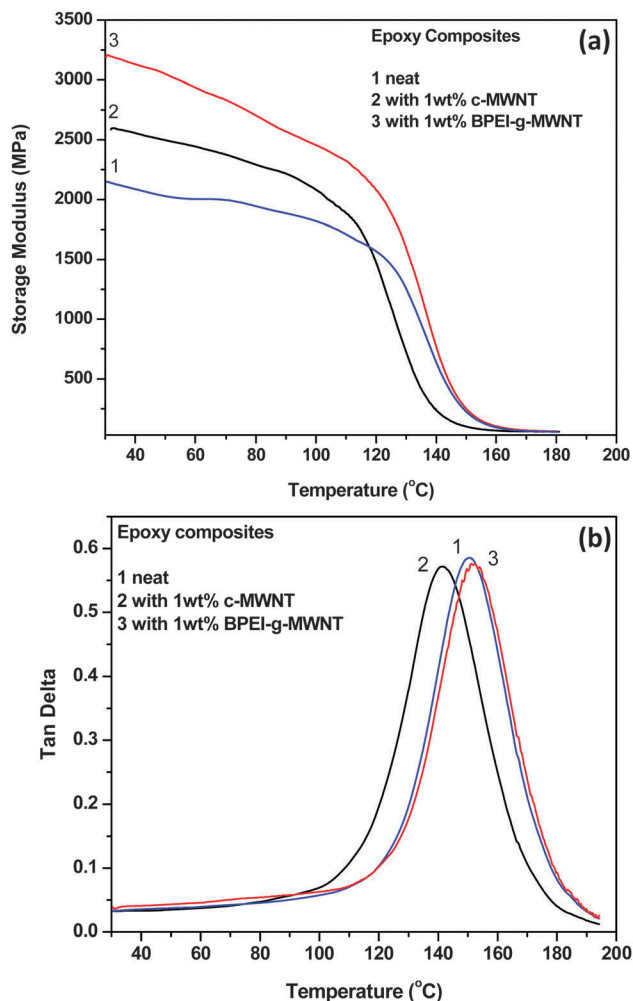 (a)
Epoxy Composites
1 neat
2 with 1wt% c-MWNT
3 with 1wt% BPEI-g-MWNT
3
2
1
Storage Modulus (MPa)
3500
3000
2500
2000
1500
1000
500
40 60 80 100 120 140 160 180 200
Temperature (°C)
(b)
Epoxy composites
1 neat
2 with 1wt% c-MWNT
3 with 1wt% BPEI-g-MWNT
2 1 3
Tan Delta
0.6
0.5
0.4
0.3
0.2
0.1
0.0
40 60 80 100 120 140 160 180 200
Temperature (°C)